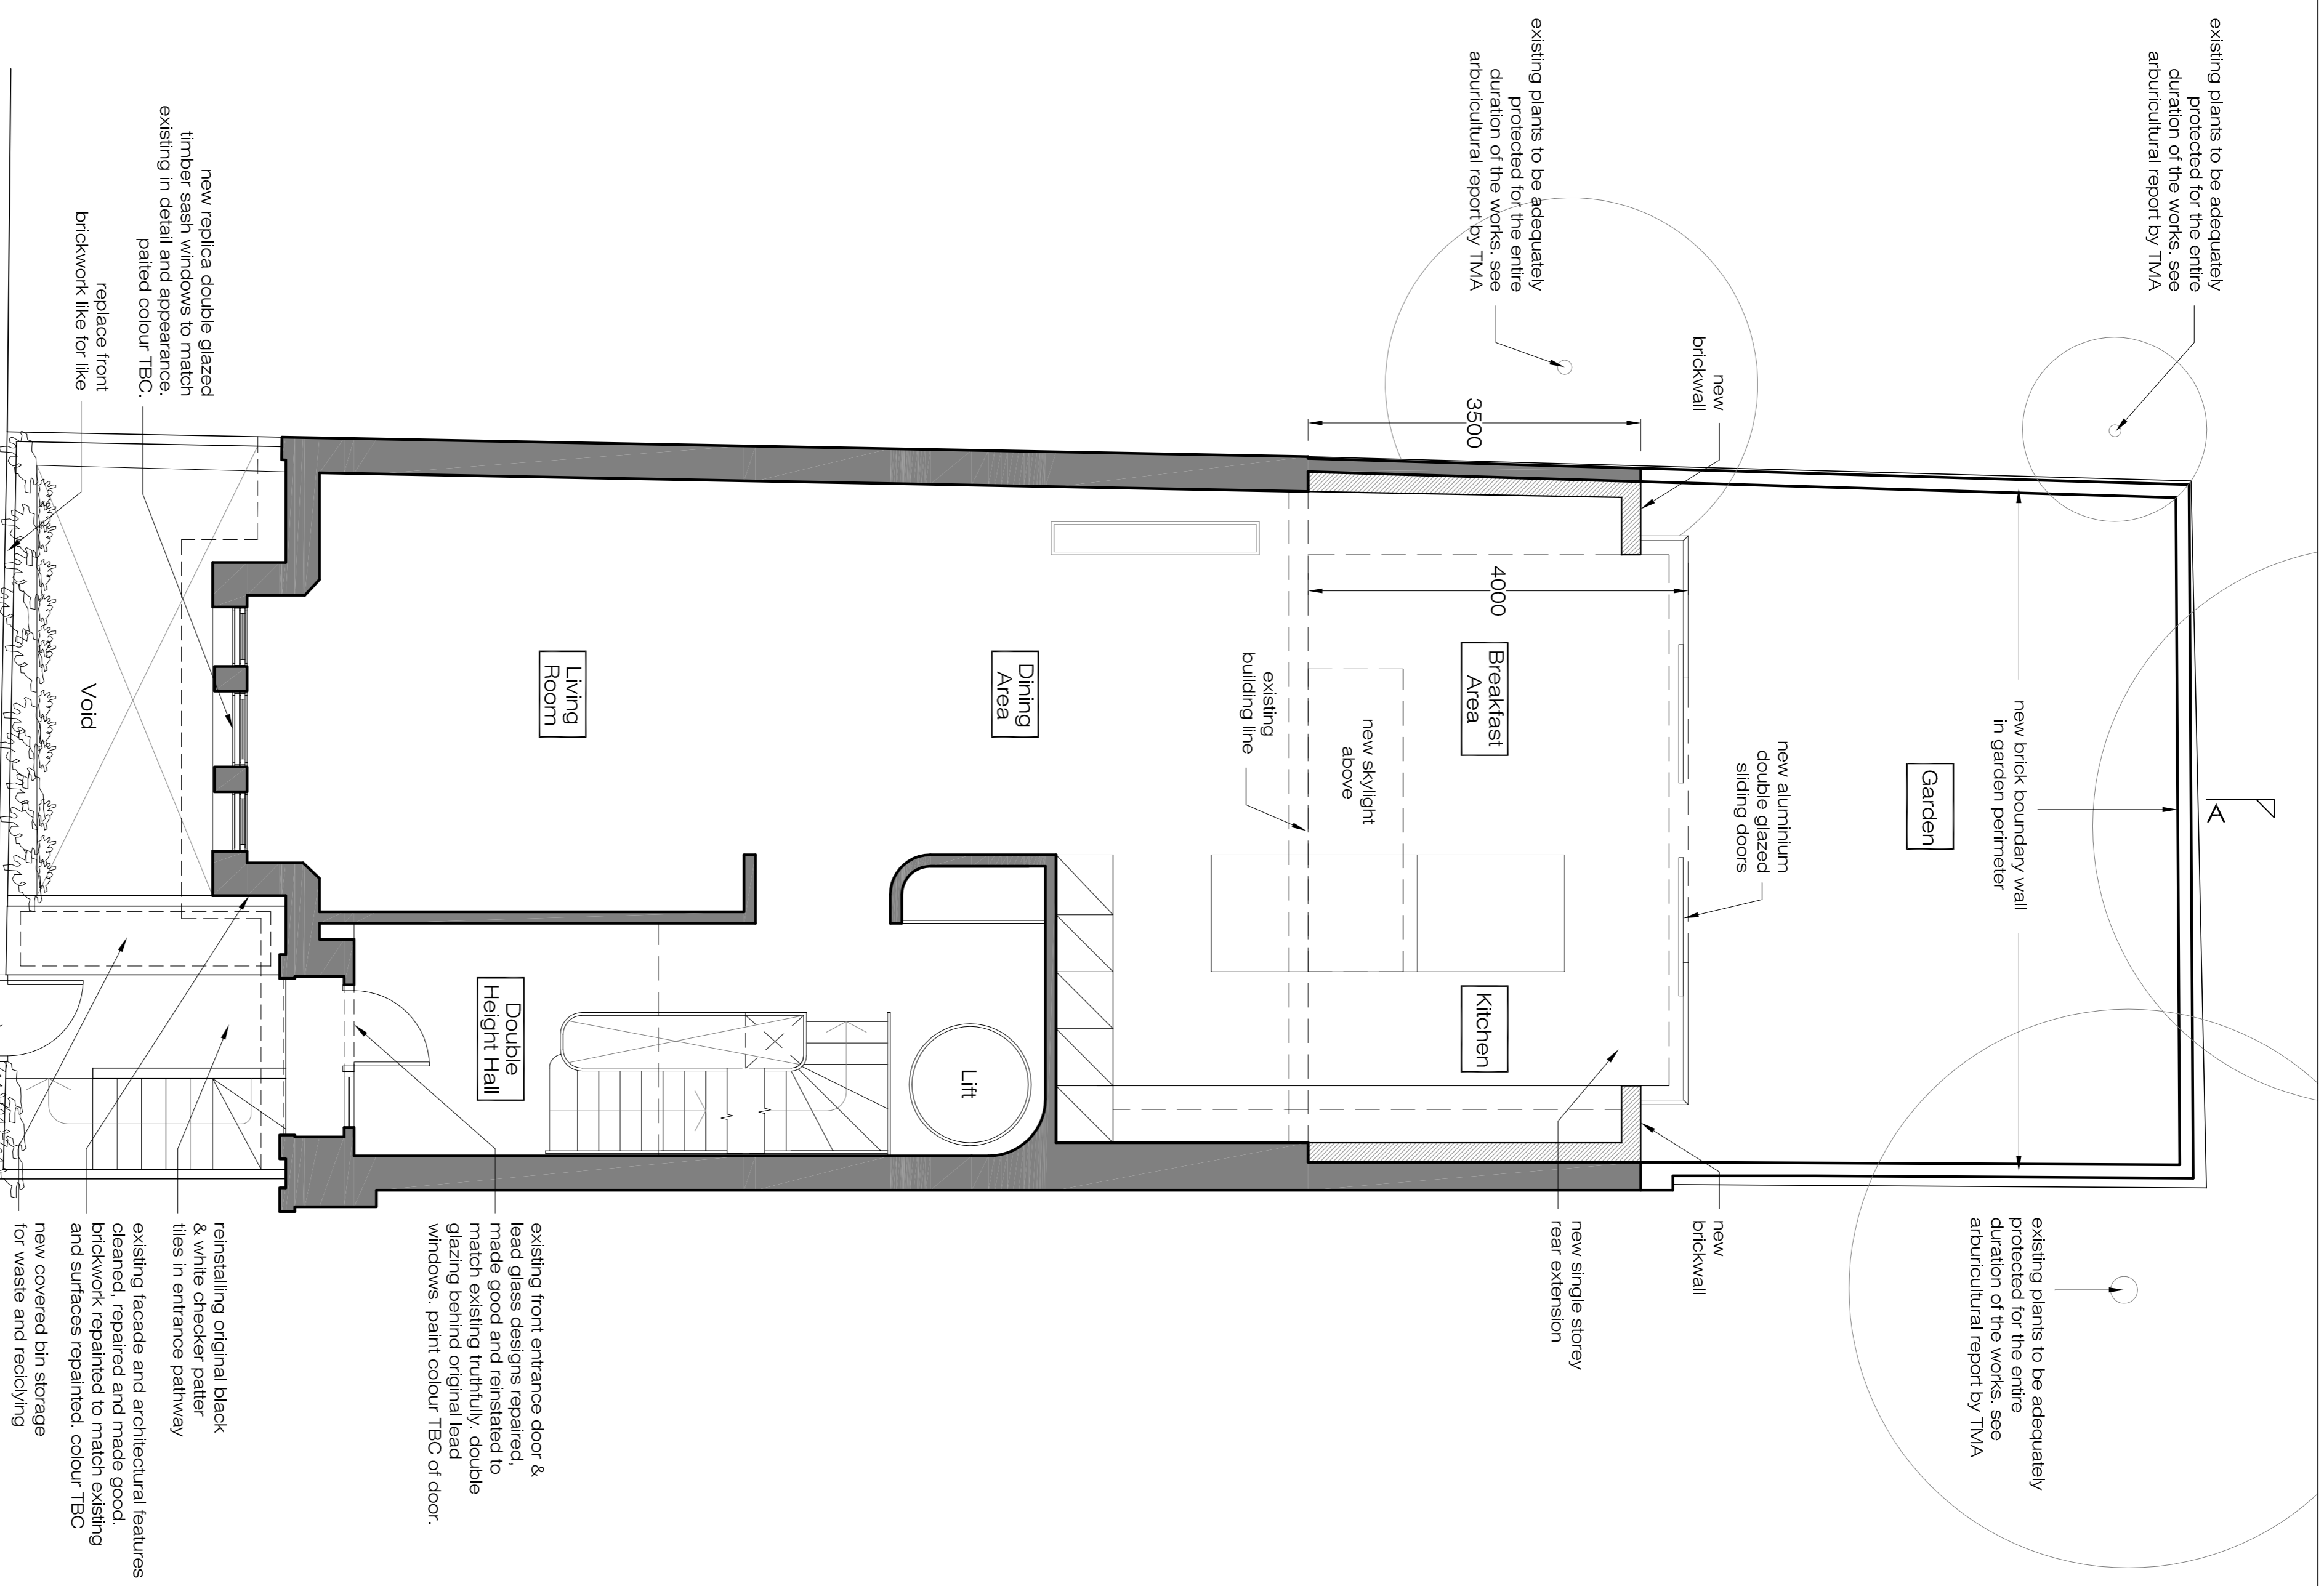 existing plants to be adequately
protected for the entire
duration of the works. see
arburicultural report by TMA
existing plants to be adequately
protected for the entire
duration of the works. see
arburicultural report by TMA
new
brickwall
3500
new replica double glazed
timber sash windows to match
existing in detail and appearance.
paited colour TBC.
replace front
brickwork like for like
A
Garden
new brick boundary wall
in garden perimeter
new aluminium
double glazed
sliding doors
4000
Breakfast
Area
new skylight
above
existing
building line
Dining
Area
Living
Room
Void
Kitchen
Lift
Double
Height Hall
existing plants to be adequately
protected for the entire
duration of the works. see
arburicultural report by TMA
new
brickwall
new single storey
rear extension
existing front entrance door &
lead glass designs repaired,
made good and reinstated to
match existing truthfully. double
glazing behind original lead
windows. paint colour TBC of door.
reinstalling original black
& white checker patter
tiles in entrance pathway
existing facade and architectural features
cleaned, repaired and made good.
brickwork repainted to match existing
and surfaces repainted. colour TBC
new covered bin storage
for waste and reciclying